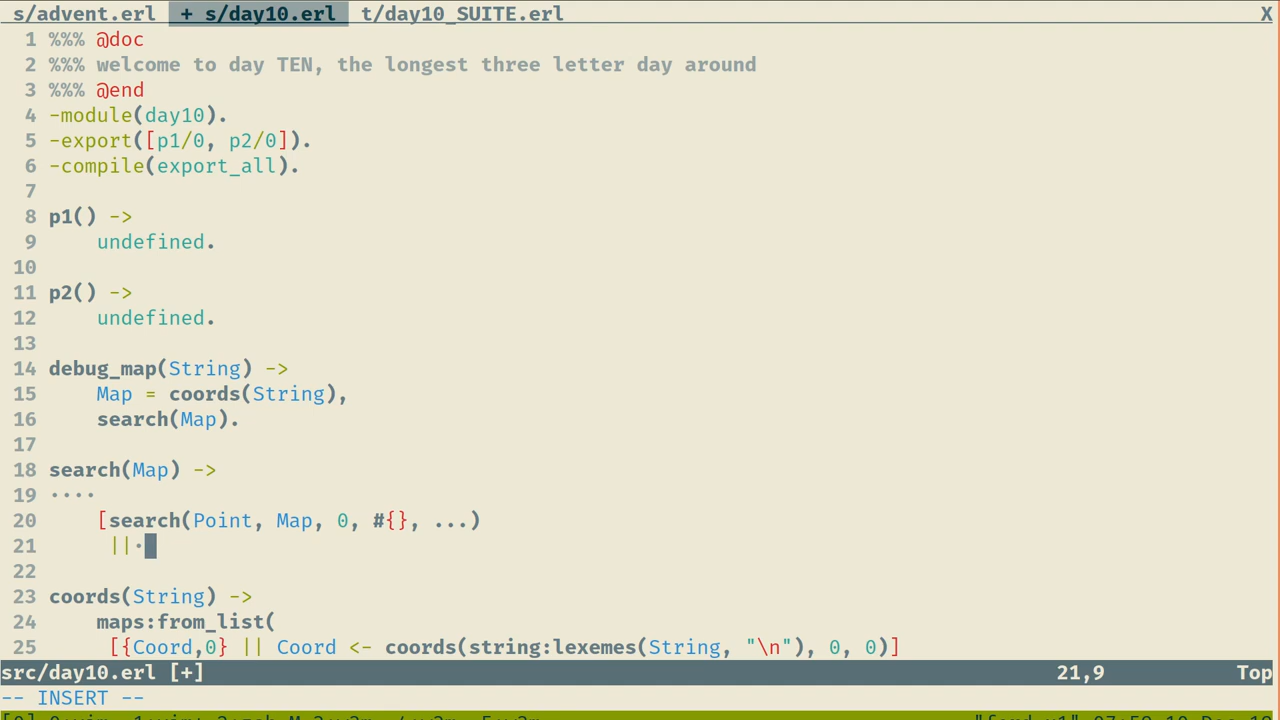 s/advent.erl + s/day10.erl t/day10_SUITE.erl X
1 %%% @doc
2 %%% welcome to day TEN, the longest three letter day around
3 %%% @end
4 -module(day10).
5 -export([p1/0, p2/0]).
6 -compile(export_all).
7
8 p1() ->
9     undefined.
10
11 p2() ->
12     undefined.
13
14 debug_map(String) ->
15     Map = coords(String),
16     search(Map).
17
18 search(Map) ->
19 ····
20     [search(Point, Map, 0, #{}, ...)
21      ||·
22
23 coords(String) ->
24     maps:from_list(
25      [{Coord,0} || Coord <- coords(string:lexemes(String, "\n"), 0, 0)]
src/day10.erl [+] 21,9 Top
-- INSERT --